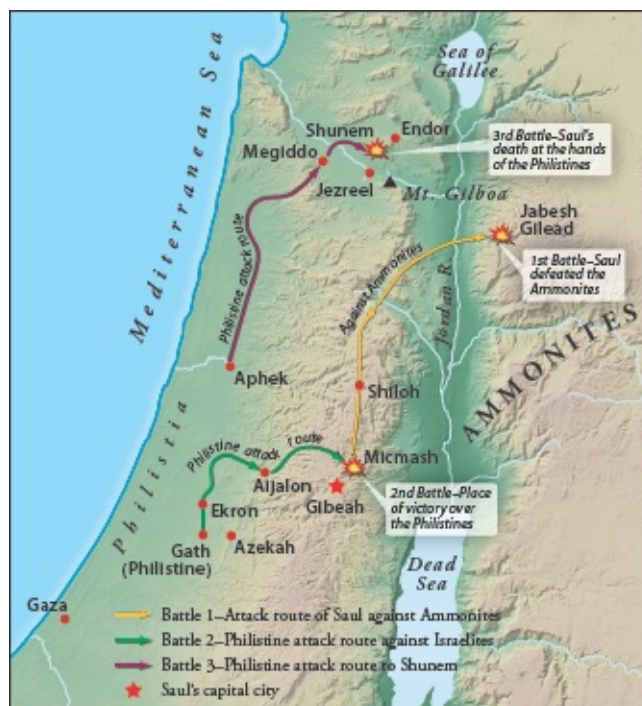 Mediterranean Sea
Sea of
Galilee
Shunem
Endor
Megiddo
3rd Battle–Saul's
death at the hands
of the Philistines
Jezreel
Mt. Gilboa
Jabesh
Gilead
1st Battle–Saul
defeated the
Ammonites
Philistine attack route
Against Ammonites
Jordan R.
AMMONITES
Aphek
Shiloh
Philistia
Philistine attack route
Micmash
Aijalon
Gibeah
2nd Battle–Place
of victory over
the Philistines
Ekron
Gath
(Philistine)
Azekah
Dead
Sea
Gaza
Battle 1–Attack route of Saul against Ammonites
Battle 2–Philistine attack route against Israelites
Battle 3–Philistine attack route to Shunem
Saul's capital city